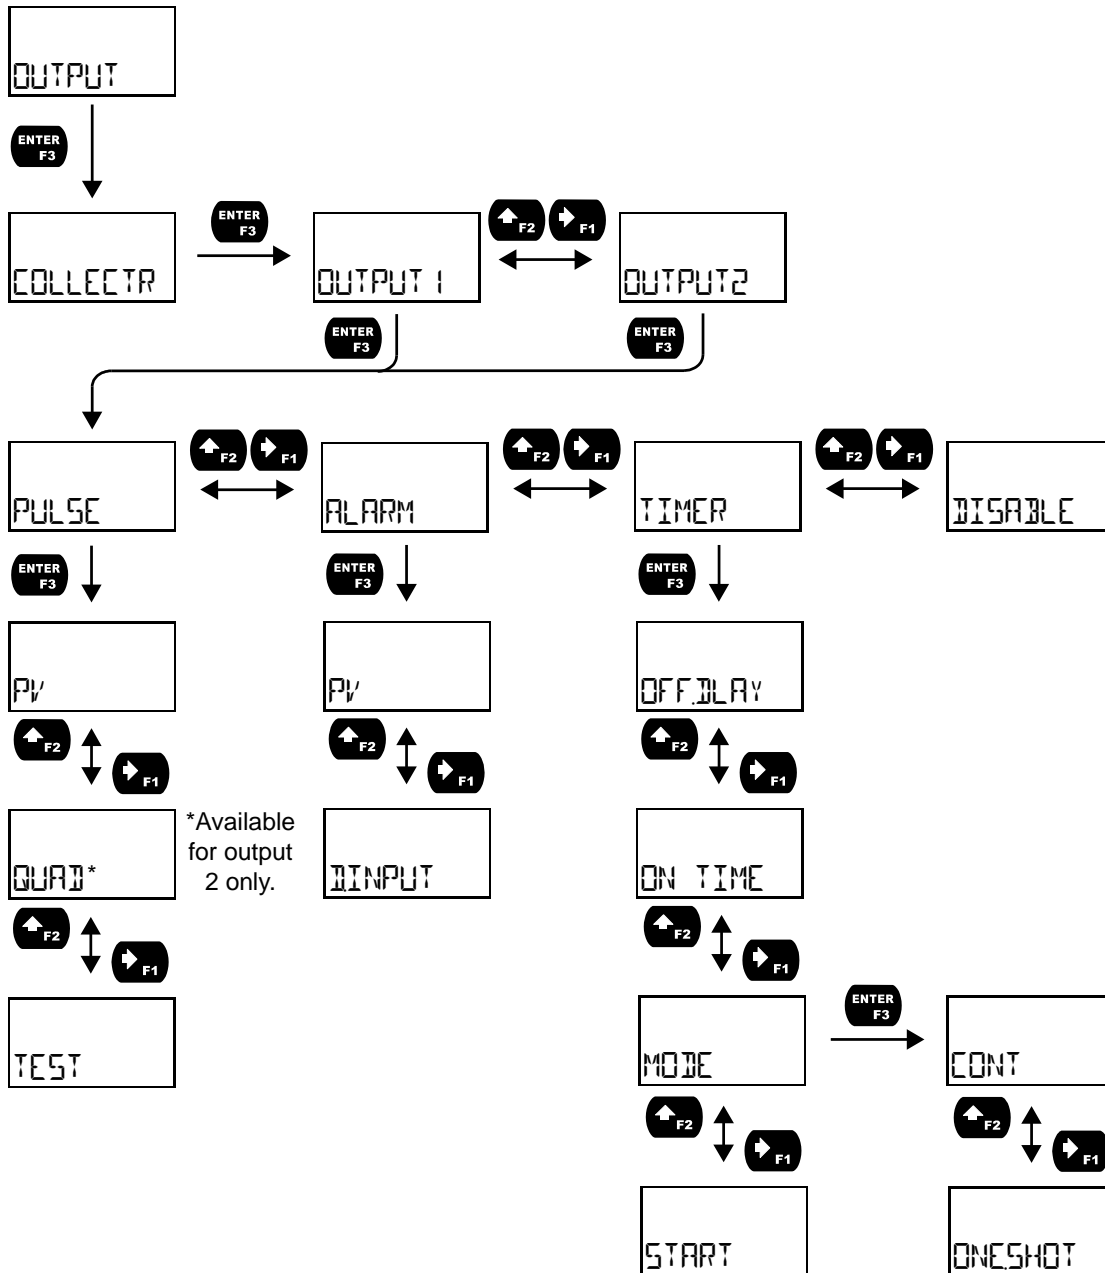 OUTPUT
ENTER
F3
COLLECTR
ENTER
F3
OUTPUT 1
F2
F1
OUTPUT2
ENTER
F3
ENTER
F3
PULSE
F2
F1
ALARM
F2
F1
TIMER
F2
F1
DISABLE
ENTER
F3
ENTER
F3
ENTER
F3
PV
PV
OFF.DLAY
F2
F1
F2
F1
F2
F1
QUAD*
*Available
for output
2 only.
D.INPUT
ON TIME
F2
F1
F2
F1
TEST
MODE
ENTER
F3
CONT
F2
F1
F2
F1
START
ONE.SHOT